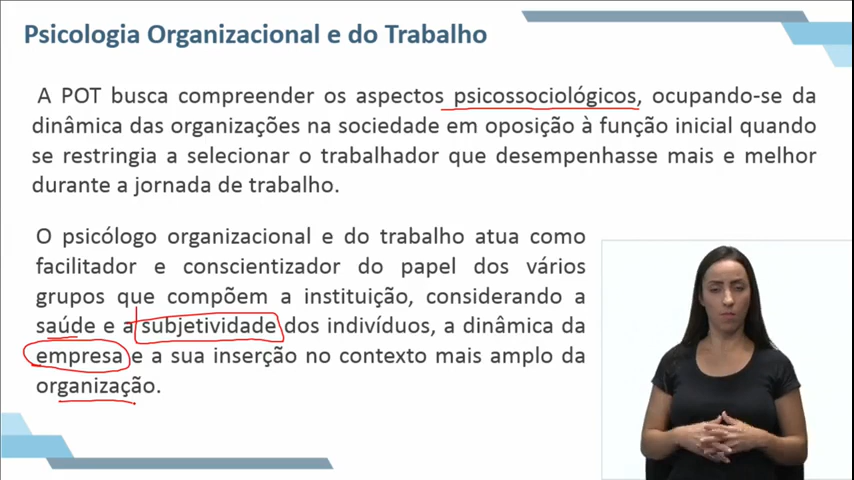 Psicologia Organizacional e do Trabalho
A POT busca compreender os aspectos psicossociológicos, ocupando-se da
dinâmica das organizações na sociedade em oposição à função inicial quando
se restringia a selecionar o trabalhador que desempenhasse mais e melhor
durante a jornada de trabalho.
O psicólogo organizacional e do trabalho atua como
facilitador e conscientizador do papel dos vários
grupos que compõem a instituição, considerando a
saúde e a subjetividade dos indivíduos, a dinâmica da
empresa e a sua inserção no contexto mais amplo da
organização.